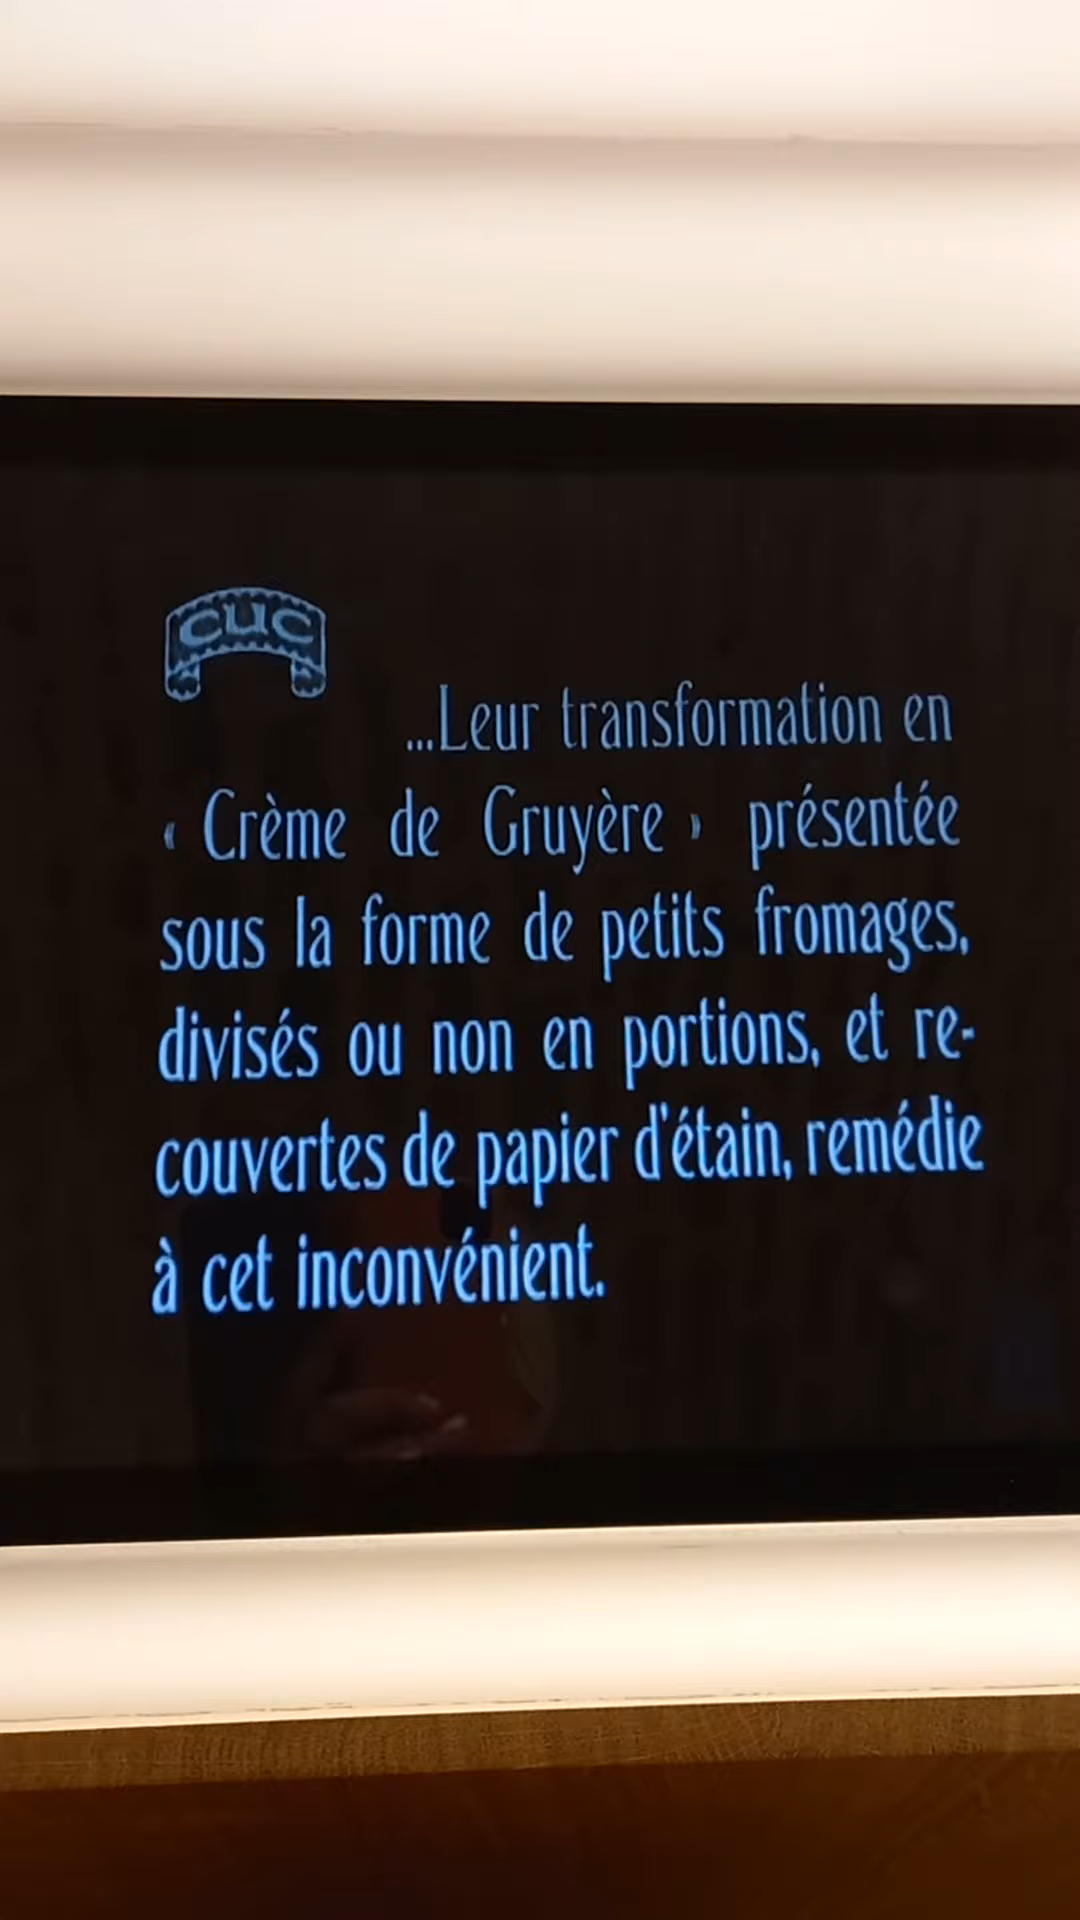 CUC
...Leur transformation en
« Crème de Gruyère » présentée
sous la forme de petits fromages,
divisés ou non en portions, et re-
couvertes de papier d'étain, remédie
à cet inconvénient.